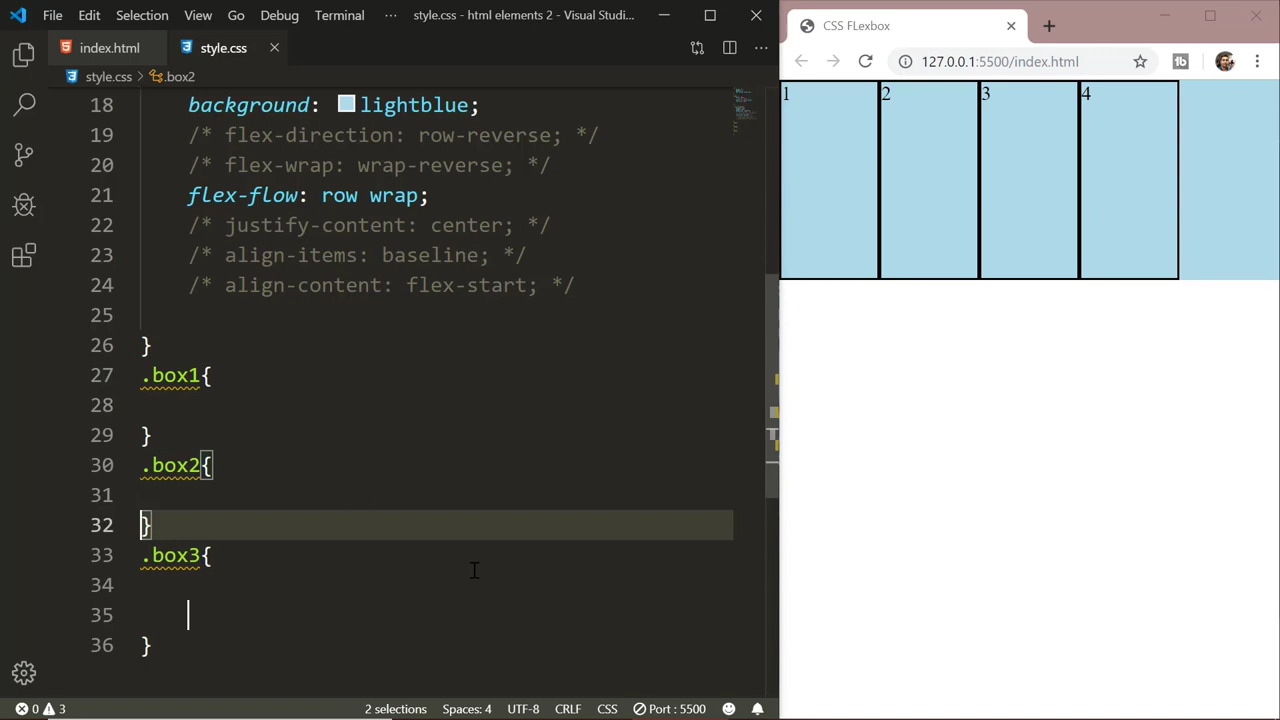 File Edit Selection View Go Debug Terminal ··· style.css - html elements 2 - Visual Studi...
index.html style.css
style.css > .box2
18 background: lightblue;
19 /* flex-direction: row-reverse; */
20 /* flex-wrap: wrap-reverse; */
21 flex-flow: row wrap;
22 /* justify-content: center; */
23 /* align-items: baseline; */
24 /* align-content: flex-start; */
25
26 }
27 .box1{
28
29 }
30 .box2{
31
32 }
33 .box3{
34
35
36 }
0 3 2 selections Spaces: 4 UTF-8 CRLF CSS Port : 5500
CSS FLexbox
127.0.0.1:5500/index.html
1 2 3 4